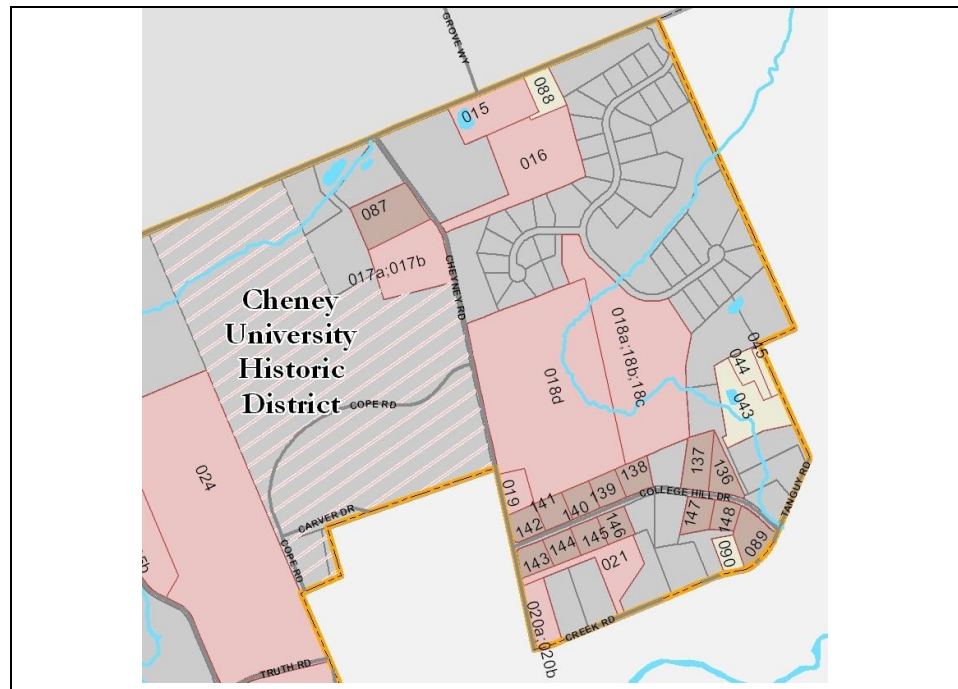 GROVE WY
088
015
016
087
017a;017b
CHEYNEY RD
Cheney
University
Historic
District
COPE RD
018a;18b;18c
018d
045
044
043
024
019
137
136
138
139
141
140
142
COLLEGE HILL DR
TANGUY RD
147
148
146
145
144
143
089
090
021
CARVER DR
COPE RD
5b
020a;020b
CREEK RD
TRUTH RD